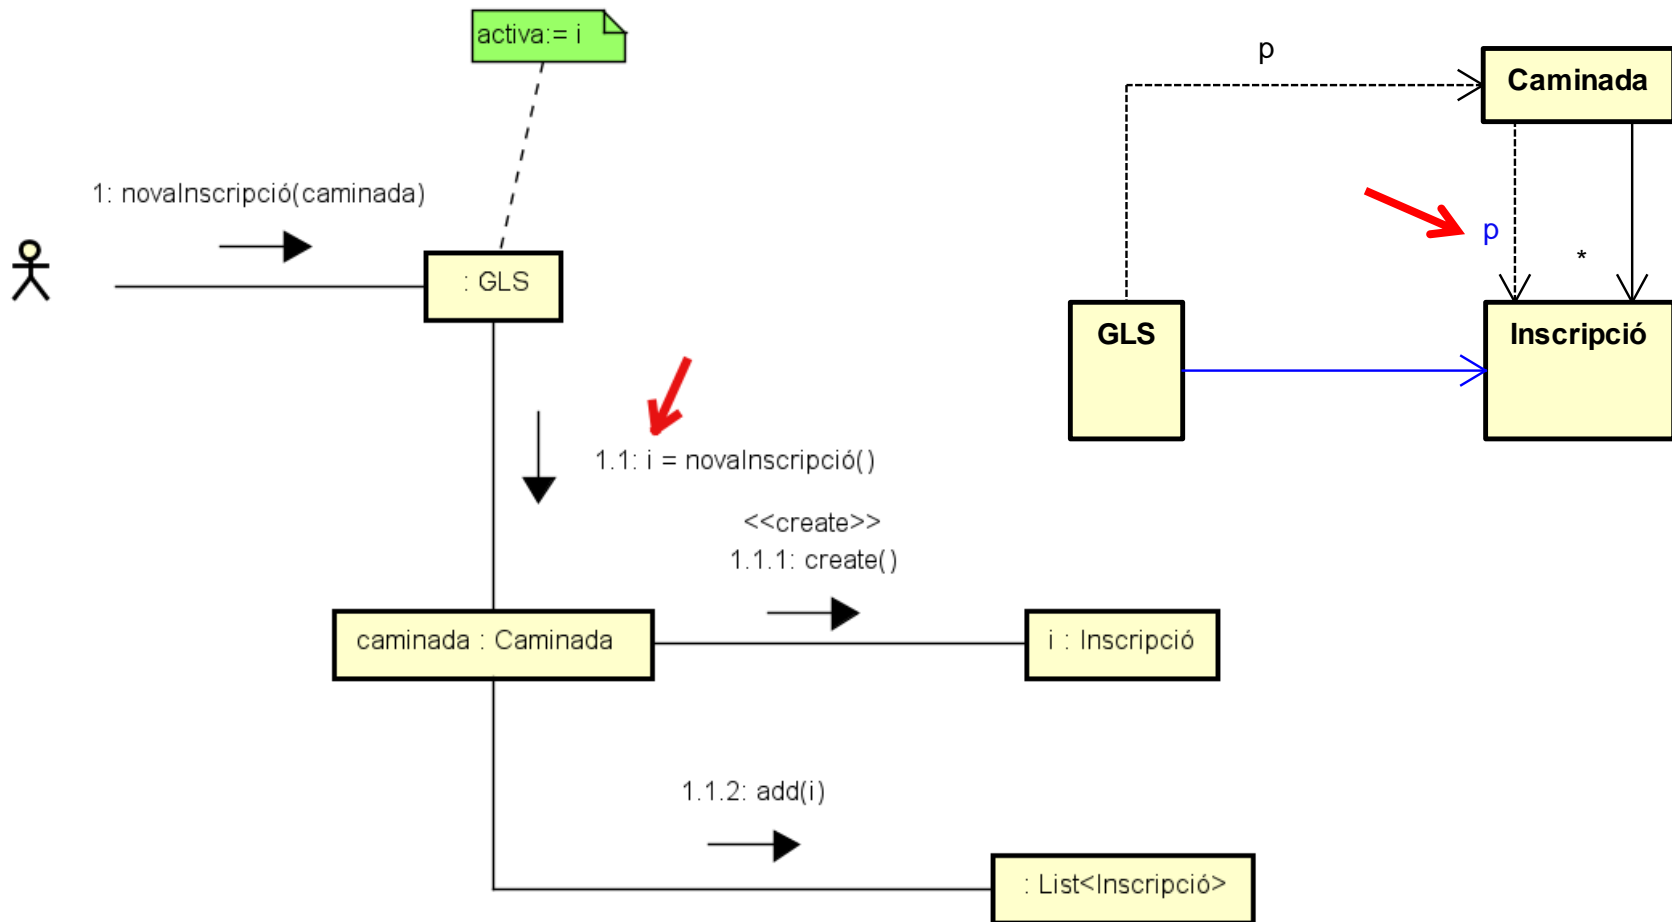 activa:= i
p
Caminada
1: novaInscripció(caminada)
p
*
: GLS
GLS
Inscripció
1.1: i = novaInscripció()
<<create>>
1.1.1: create()
caminada : Caminada
i : Inscripció
1.1.2: add(i)
: List<Inscripció>